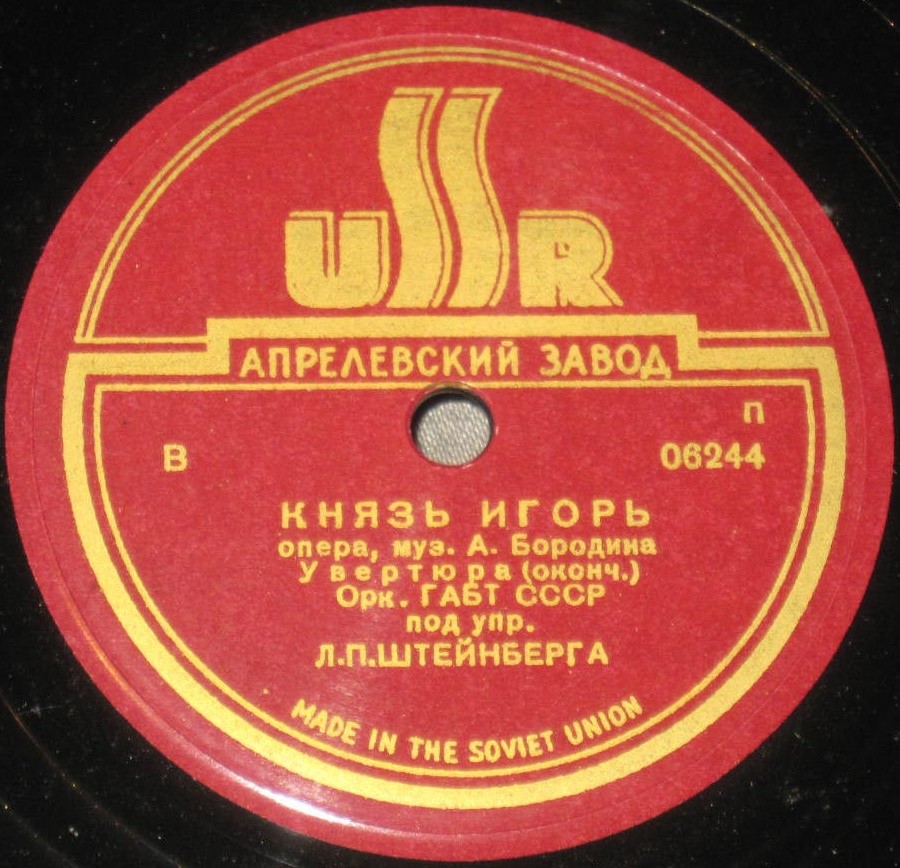 USSR
АПРЕЛЕВСКИЙ ЗАВОД
П
В 06244
КНЯЗЬ ИГОРЬ
опера, муз. А. Бородина
Увертюра (оконч.)
Орк. ГАБТ СССР
под упр.
Л.П.ШТЕЙНБЕРГА
MADE IN THE SOVIET UNION